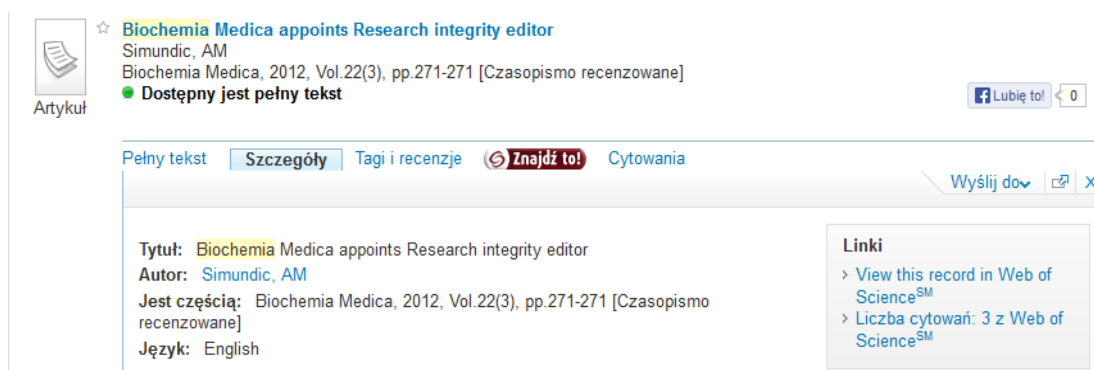 Biochemia Medica appoints Research integrity editor
Simundic, AM
Biochemia Medica, 2012, Vol.22(3), pp.271-271 [Czasopismo recenzowane]
Dostępny jest pełny tekst
Artykuł
Lubię to! 0
Pełny tekst Szczegóły Tagi i recenzje Znajdź to! Cytowania
Wyślij do
Tytuł: Biochemia Medica appoints Research integrity editor
Autor: Simundic, AM
Jest częścią: Biochemia Medica, 2012, Vol.22(3), pp.271-271 [Czasopismo
recenzowane]
Język: English
Linki
View this record in Web of
Science℠
Liczba cytowań: 3 z Web of
Science℠